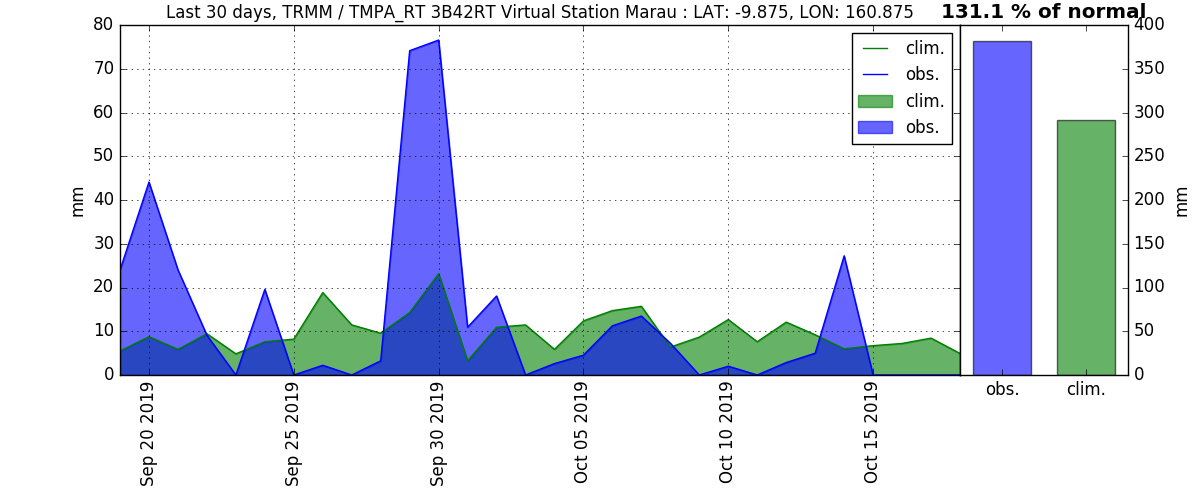 Last 30 days, TRMM / TMPA_RT 3B42RT Virtual Station Marau : LAT: -9.875, LON: 160.875
131.1 % of normal
80
70
60
50
40
30
20
10
0
mm
clim.
obs.
clim.
obs.
400
350
300
250
200
150
100
50
0
mm
Sep 20 2019
Sep 25 2019
Sep 30 2019
Oct 05 2019
Oct 10 2019
Oct 15 2019
obs.
clim.